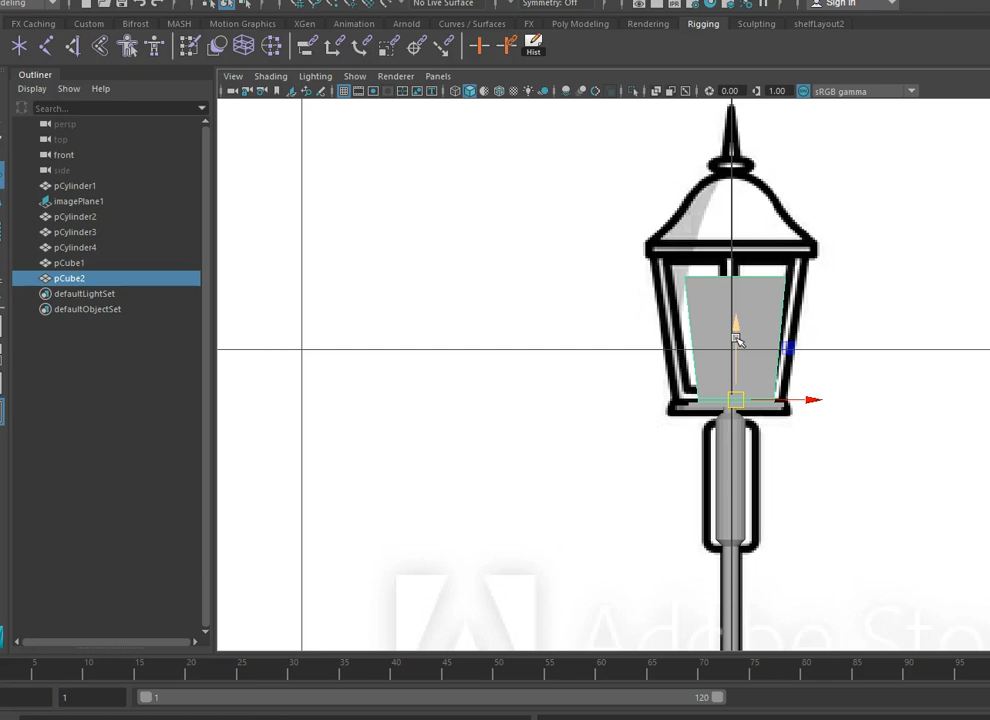 deling
No Live Surface
Symmetry: Off
Sign in
FX Caching Custom Bifrost MASH Motion Graphics XGen Animation Arnold Curves / Surfaces FX Poly Modeling Rendering Rigging Sculpting shelfLayout2
Hist
Outliner
Display Show Help
Search...
View Shading Lighting Show Renderer Panels
0.00 1.00 sRGB gamma
persp
top
front
side
pCylinder1
imagePlane1
pCylinder2
pCylinder3
pCylinder4
pCube1
pCube2
defaultLightSet
defaultObjectSet
Adobe Sto
5 10 15 20 25 30 35 40 45 50 55 60 65 70 75 80 85 90 95
1 1 120